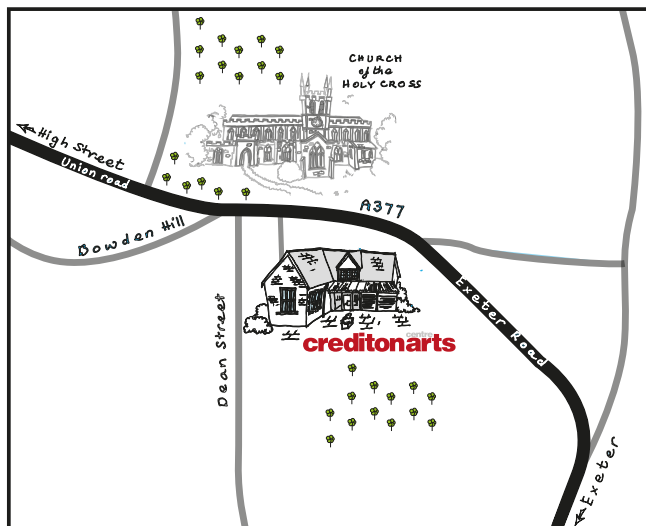 CHURCH
of the
HOLY CROSS
High Street
Union road
A377
Bowden Hill
Exeter Road
Dean Street
centre
creditonarts
Exeter